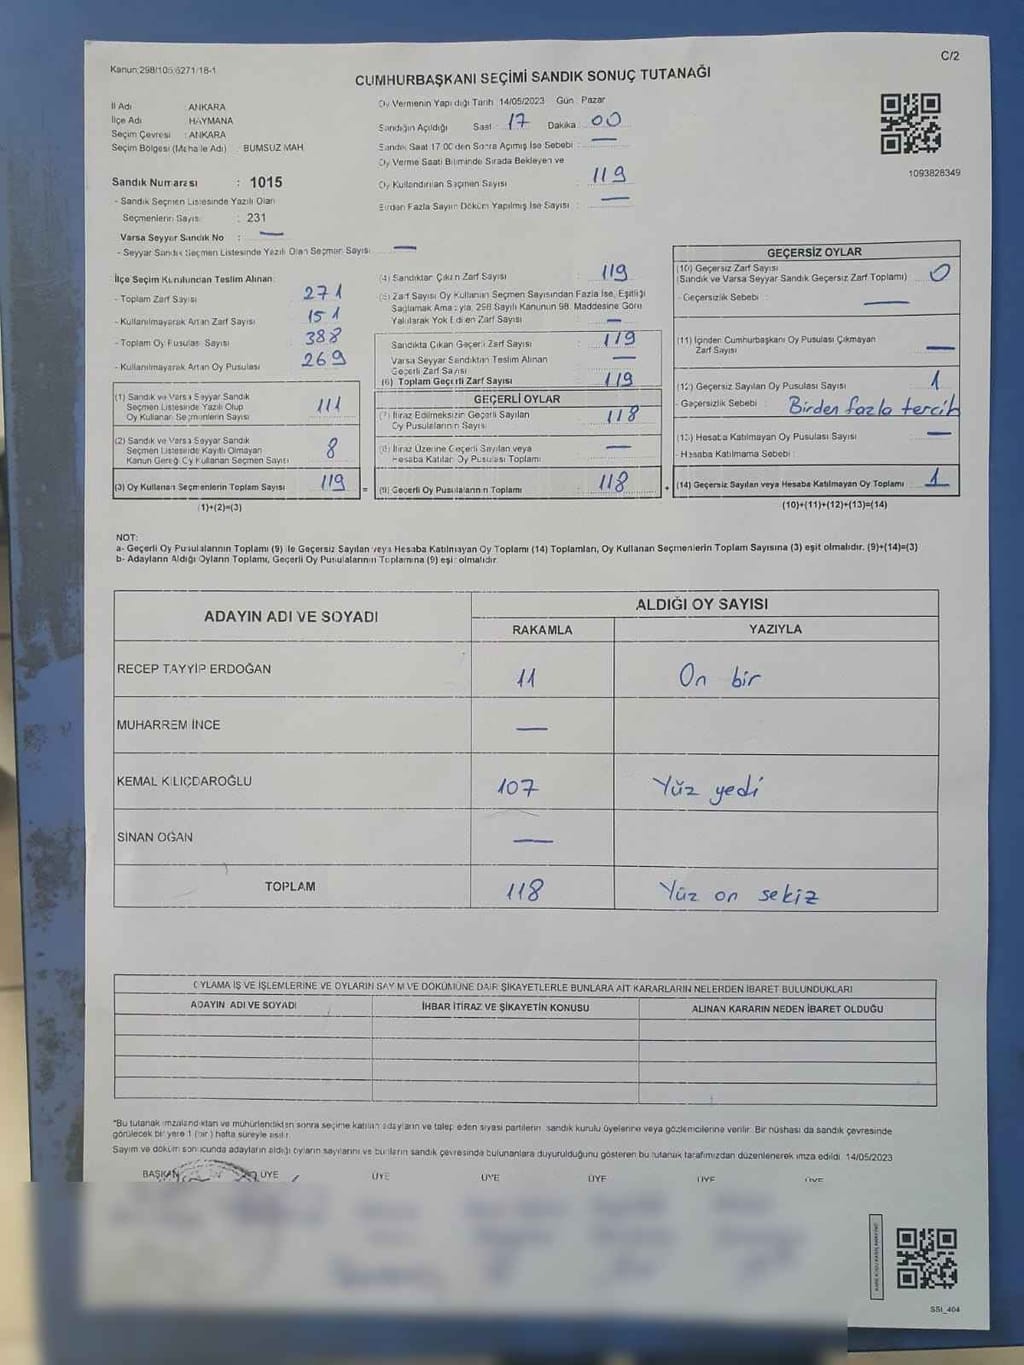 Kanun:298/105,6271/18-1
C/2
CUMHURBAŞKANI SEÇİMİ SANDIK SONUÇ TUTANAĞI
İl Adı : ANKARA
İlçe Adı : HAYMANA
Seçim Çevresi : ANKARA
Seçim Bölgesi (Mahalle Adı) : BUMSUZ MAH.
Sandık Numarası : 1015
- Sandık Seçmen Listesinde Yazılı Olan
Seçmenlerin Sayısı : 231
Varsa Seyyar Sandık No : —
- Seyyar Sandık Seçmen Listesinde Yazılı Olan Seçmen Sayısı : —
Oy Vermenin Yapıldığı Tarih 14/05/2023 Gün : Pazar
Sandığın Açıldığı Saat : 17 Dakika : 00
Sandık Saat 17:00'den Sonra Açılmış İse Sebebi : —
Oy Verme Saati Bitiminde Sırada Bekleyen ve
Oy Kullandırılan Seçmen Sayısı : 119
Birden Fazla Sayım Döküm Yapılmış İse Sayısı : —
1093828349
İlçe Seçim Kurulundan Teslim Alınan:
- Toplam Zarf Sayısı 271
- Kullanılmayarak Artan Zarf Sayısı 151
- Toplam Oy Pusulası Sayısı 388
- Kullanılmayarak Artan Oy Pusulası 269
(1) Sandık ve Varsa Seyyar Sandık
Seçmen Listesinde Yazılı Olup
Oy Kullanan Seçmenlerin Sayısı 111
(2) Sandık ve Varsa Seyyar Sandık
Seçmen Listesinde Kayıtlı Olmayan
Kanun Gereği Oy Kullanan Seçmen Sayısı 8
(3) Oy Kullanan Seçmenlerin Toplam Sayısı 119 =
(1)+(2)=(3)
(4) Sandıktan Çıkan Zarf Sayısı 119
(5) Zarf Sayısı Oy Kullanan Seçmen Sayısından Fazla İse, Eşitliği
Sağlamak Amacıyla, 298 Sayılı Kanunun 98. Maddesine Göre
Yakılarak Yok Edilen Zarf Sayısı —
Sandıkta Çıkan Geçerli Zarf Sayısı 119
Varsa Seyyar Sandıktan Teslim Alınan
Geçerli Zarf Sayısı —
(6) Toplam Geçerli Zarf Sayısı 119
GEÇERLİ OYLAR
(7) İtiraz Edilmeksizin Geçerli Sayılan
Oy Pusulalarının Sayısı 118
(8) İtiraz Üzerine Geçerli Sayılan veya
Hesaba Katılan Oy Pusulası Toplamı —
(9) Geçerli Oy Pusulalarının Toplamı 118 +
GEÇERSİZ OYLAR
(10) Geçersiz Zarf Sayısı
(Sandık ve Varsa Seyyar Sandık Geçersiz Zarf Toplamı) 0
- Geçersizlik Sebebi : —
(11) İçinden Cumhurbaşkanı Oy Pusulası Çıkmayan
Zarf Sayısı —
(12) Geçersiz Sayılan Oy Pusulası Sayısı 1
- Geçersizlik Sebebi : Birden fazla tercih
(13) Hesaba Katılmayan Oy Pusulası Sayısı —
- Hesaba Katılmama Sebebi :
(14) Geçersiz Sayılan veya Hesaba Katılmayan Oy Toplamı : 1
(10)+(11)+(12)+(13)=(14)
NOT:
a- Geçerli Oy Pusulalarının Toplamı (9) ile Geçersiz Sayılan veya Hesaba Katılmayan Oy Toplamı (14) Toplamları, Oy Kullanan Seçmenlerin Toplam Sayısına (3) eşit olmalıdır. (9)+(14)=(3)
b- Adayların Aldığı Oyların Toplamı, Geçerli Oy Pusulalarının Toplamına (9) eşit olmalıdır.
ADAYIN ADI VE SOYADI
ALDIĞI OY SAYISI
RAKAMLA YAZIYLA
RECEP TAYYİP ERDOĞAN 11 On bir
MUHARREM İNCE —
KEMAL KILIÇDAROĞLU 107 Yüz yedi
SİNAN OĞAN —
TOPLAM 118 Yüz on sekiz
OYLAMA İŞ VE İŞLEMLERİNE VE OYLARIN SAYIM VE DÖKÜMÜNE DAİR ŞİKAYETLERLE BUNLARA AİT KARARLARIN NELERDEN İBARET BULUNDUKLARI
ADAYIN ADI VE SOYADI İHBAR İTİRAZ VE ŞİKAYETİN KONUSU ALINAN KARARIN NEDEN İBARET OLDUĞU
*Bu tutanak imzalandıktan ve mühürlendikten sonra seçime katılan adayların ve talep eden siyasi partilerin sandık kurulu üyelerine veya gözlemcilerine verilir. Bir nüshası da sandık çevresinde
görülecek bir yere 1 (bir) hafta süreyle asılır.
Sayım ve döküm sonucunda adayların aldığı oyların sayılarını ve bunların sandık çevresinde bulunanlara duyurulduğunu gösteren bu tutanak tarafımızdan düzenlenerek imza edildi. 14/05/2023
BAŞKAN ÜYE ÜYE ÜYE ÜYE ÜYE ÜYE
SSI_404